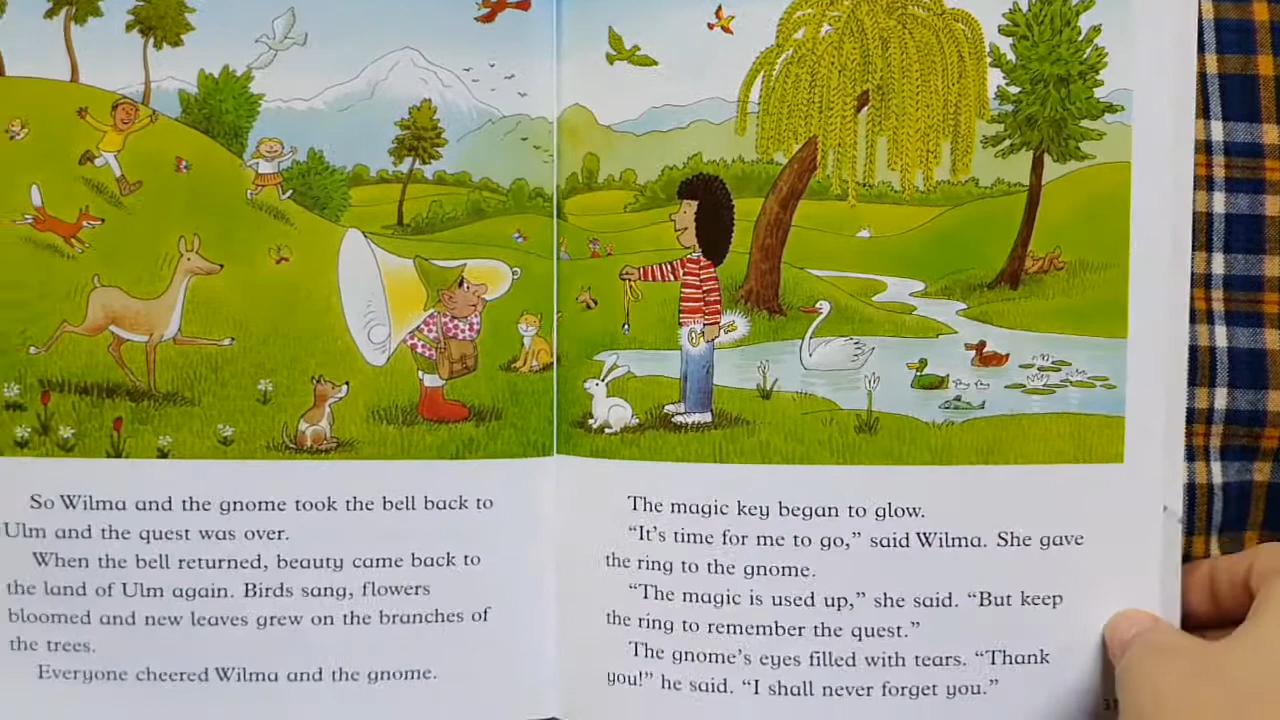 So Wilma and the gnome took the bell back to
Ulm and the quest was over.
When the bell returned, beauty came back to
the land of Ulm again. Birds sang, flowers
bloomed and new leaves grew on the branches of
the trees.
Everyone cheered Wilma and the gnome.
The magic key began to glow.
“It’s time for me to go,” said Wilma. She gave
the ring to the gnome.
“The magic is used up,” she said. “But keep
the ring to remember the quest.”
The gnome’s eyes filled with tears. “Thank
you!” he said. “I shall never forget you.”